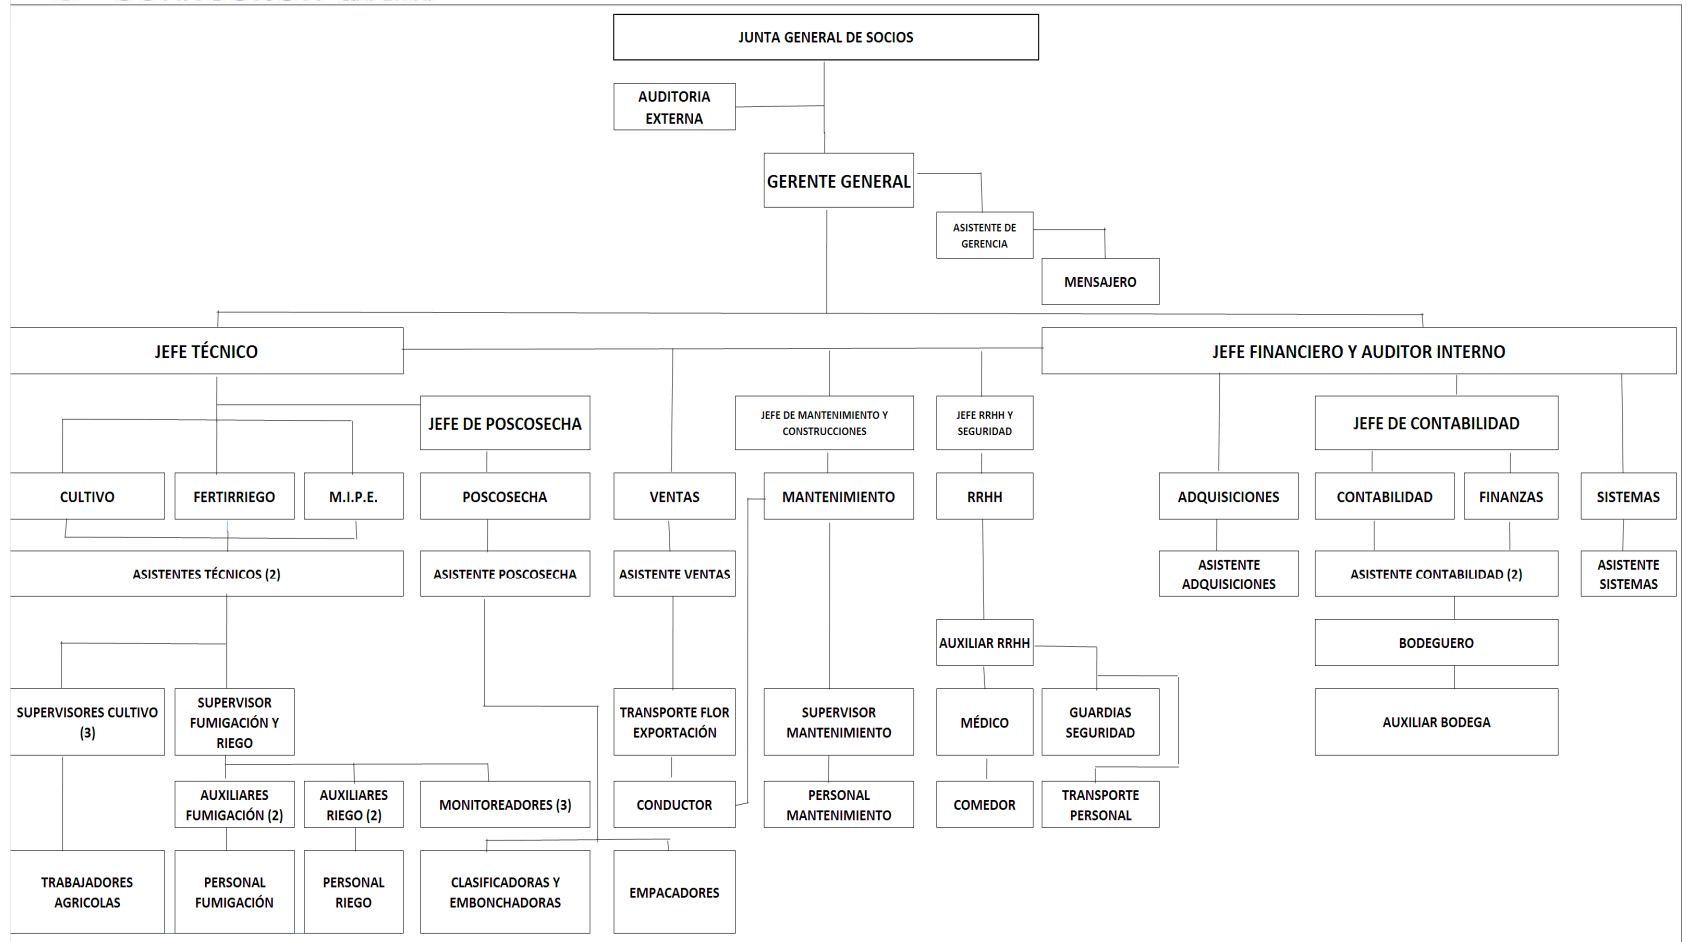 JUNTA GENERAL DE SOCIOS
AUDITORIA
EXTERNA
GERENTE GENERAL
ASISTENTE DE
GERENCIA
MENSAJERO
JEFE TÉCNICO
JEFE FINANCIERO Y AUDITOR INTERNO
JEFE DE POSCOSECHA
JEFE DE MANTENIMIENTO Y
CONSTRUCCIONES
JEFE RRHH Y
SEGURIDAD
JEFE DE CONTABILIDAD
CULTIVO
FERTIRRIEGO
M.I.P.E.
POSCOSECHA
VENTAS
MANTENIMIENTO
RRHH
ADQUISICIONES
CONTABILIDAD
FINANZAS
SISTEMAS
ASISTENTES TÉCNICOS (2)
ASISTENTE POSCOSECHA
ASISTENTE VENTAS
ASISTENTE
ADQUISICIONES
ASISTENTE CONTABILIDAD (2)
ASISTENTE
SISTEMAS
AUXILIAR RRHH
BODEGUERO
SUPERVISORES CULTIVO
(3)
SUPERVISOR
FUMIGACIÓN Y
RIEGO
TRANSPORTE FLOR
EXPORTACIÓN
SUPERVISOR
MANTENIMIENTO
MÉDICO
GUARDIAS
SEGURIDAD
AUXILIAR BODEGA
AUXILIARES
FUMIGACIÓN (2)
AUXILIARES
RIEGO (2)
MONITOREADORES (3)
CONDUCTOR
PERSONAL
MANTENIMIENTO
COMEDOR
TRANSPORTE
PERSONAL
TRABAJADORES
AGRICOLAS
PERSONAL
FUMIGACIÓN
PERSONAL
RIEGO
CLASIFICADORAS Y
EMBONCHADORAS
EMPACADORES